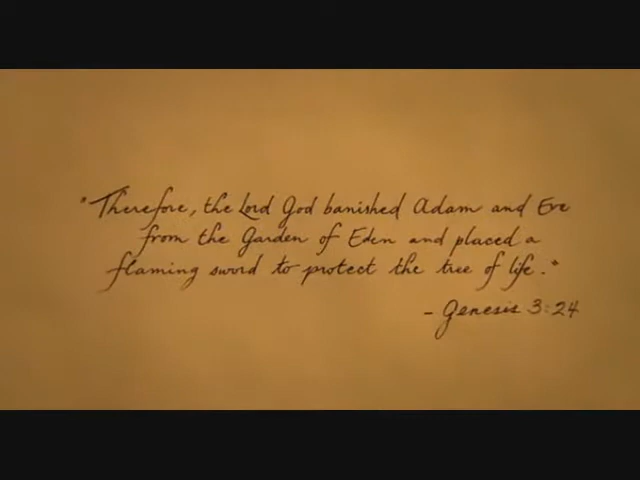 "Therefore, the Lord God banished Adam and Eve
from the Garden of Eden and placed a
flaming sword to protect the tree of life."
- Genesis 3:24